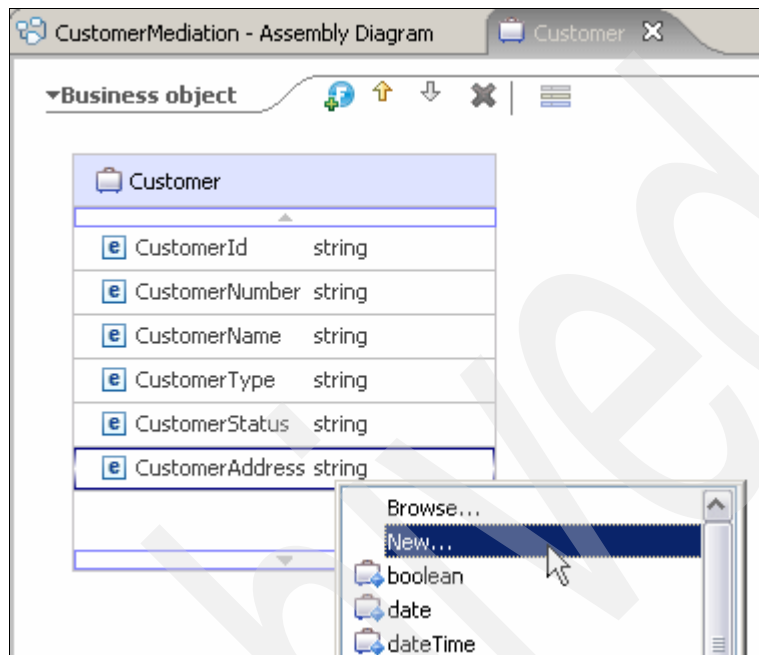 CustomerMediation - Assembly Diagram Customer
Business object
Customer
e CustomerId string
e CustomerNumber string
e CustomerName string
e CustomerType string
e CustomerStatus string
e CustomerAddress string
Browse...
New...
boolean
date
dateTime
hived